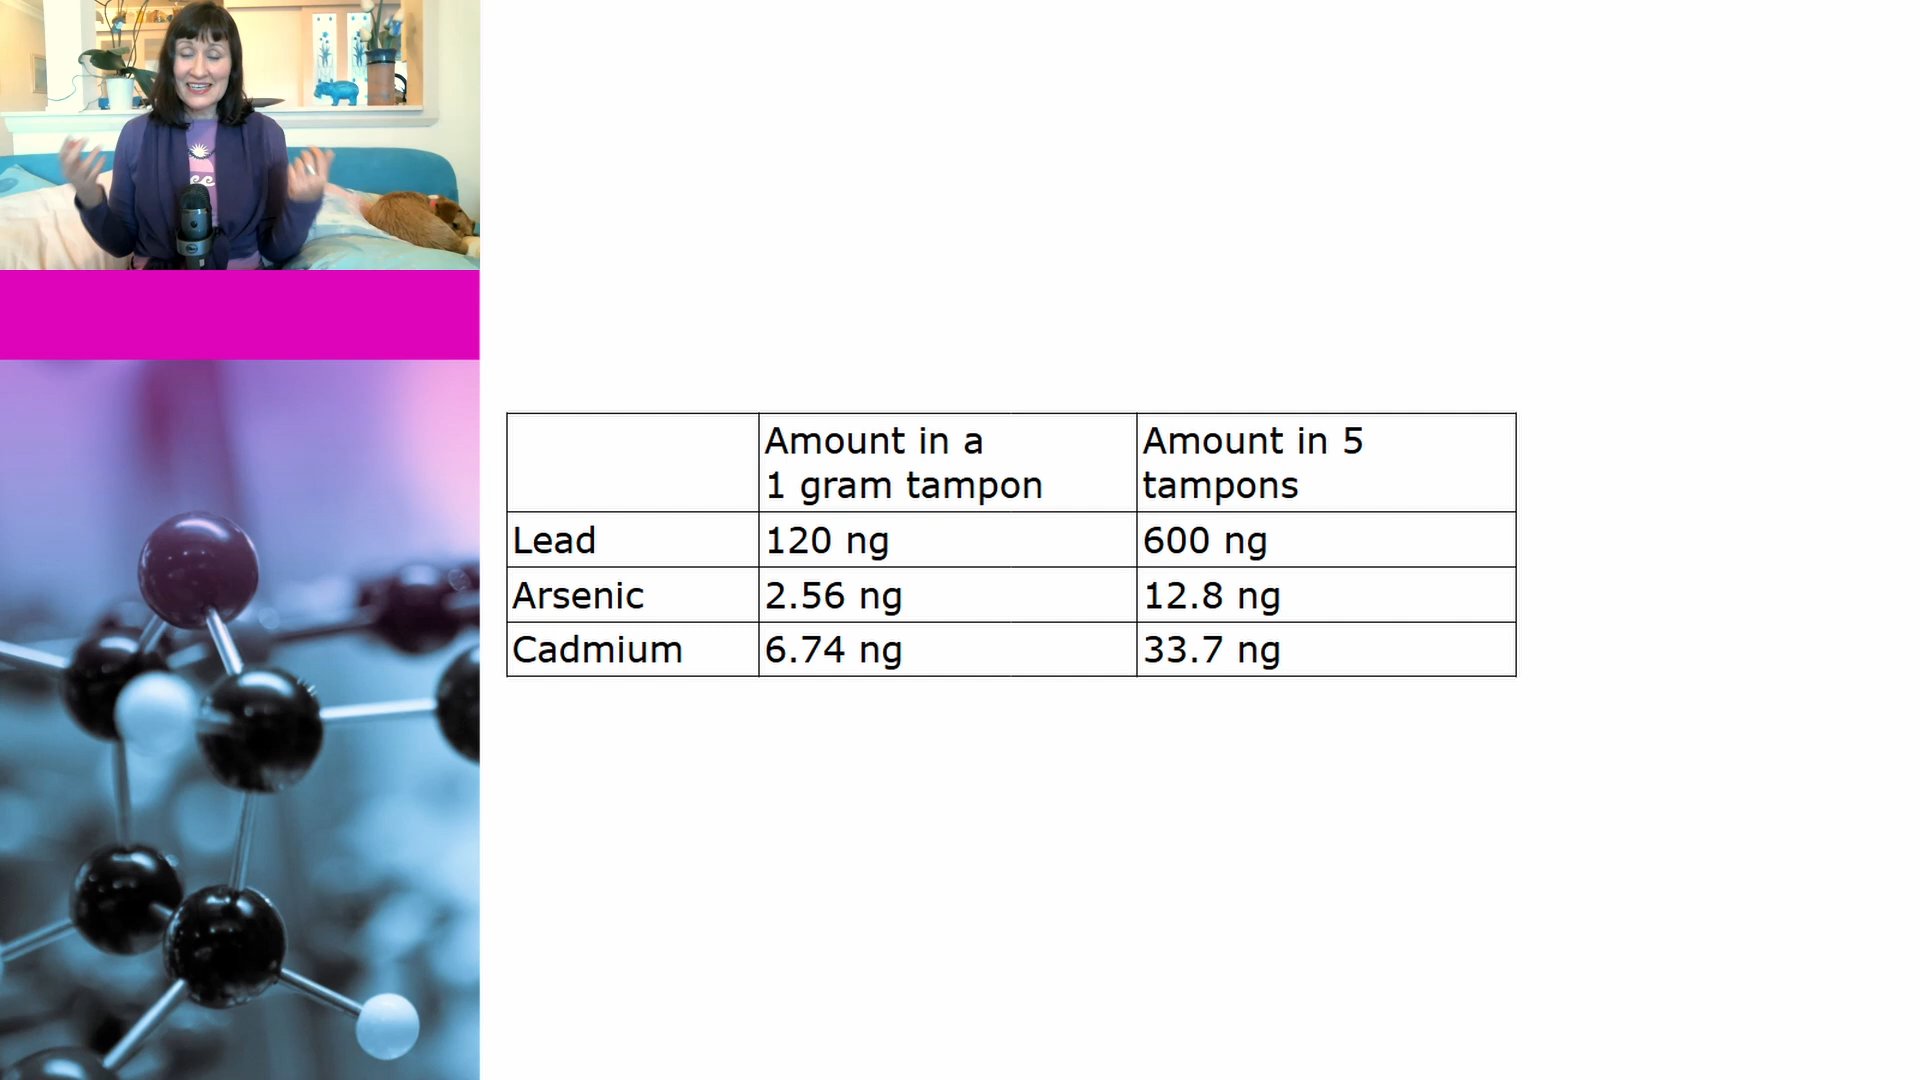 Amount in a
1 gram tampon
Amount in 5
tampons
Lead
120 ng
600 ng
Arsenic
2.56 ng
12.8 ng
Cadmium
6.74 ng
33.7 ng